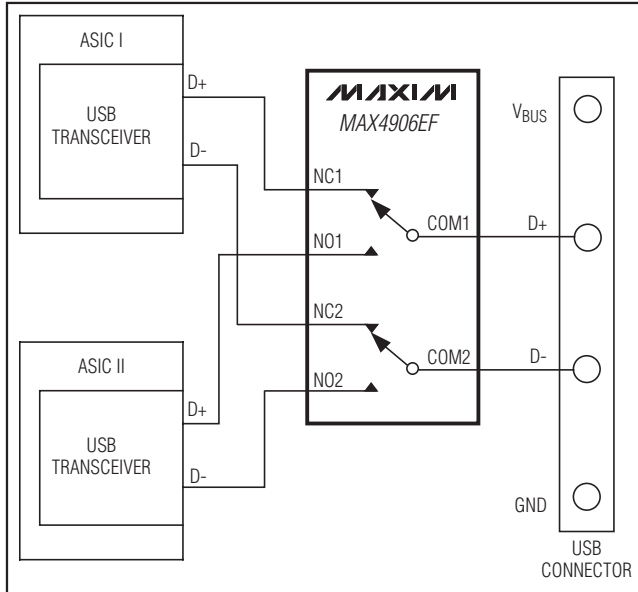 ASIC I
USB
TRANSCEIVER
D+
D-
MAXIM
MAX4906EF
NC1
COM1
NO1
NC2
COM2
NO2
ASIC II
USB
TRANSCEIVER
D+
D-
VBUS
D+
D-
GND
USB
CONNECTOR